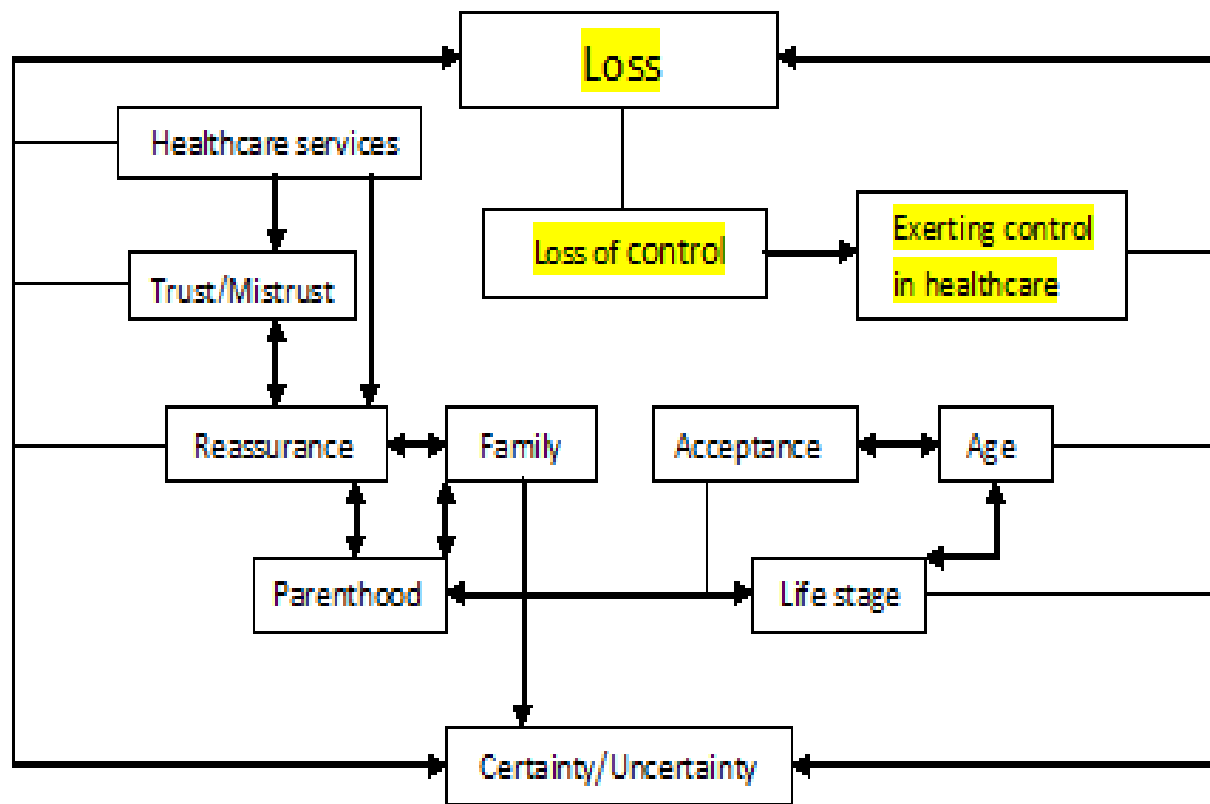 Loss
Healthcare services
Loss of control
Exerting control
in healthcare
Trust/Mistrust
Reassurance
Family
Acceptance
Age
Parenthood
Life stage
Certainty/Uncertainty